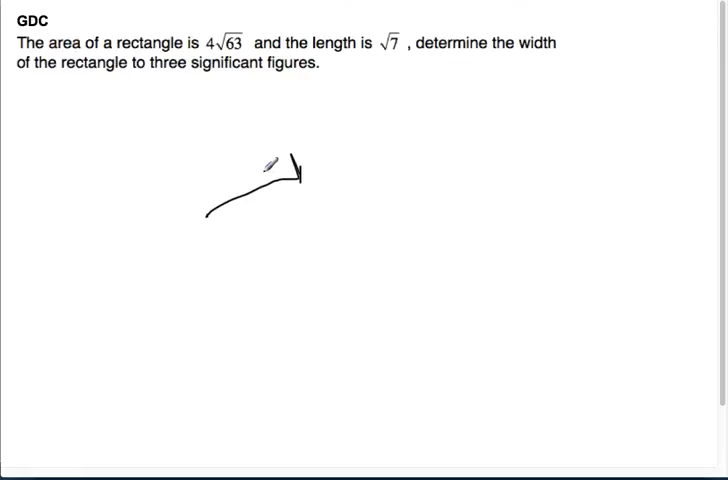 GDC
The area of a rectangle is 4√63 and the length is √7 , determine the width
of the rectangle to three significant figures.